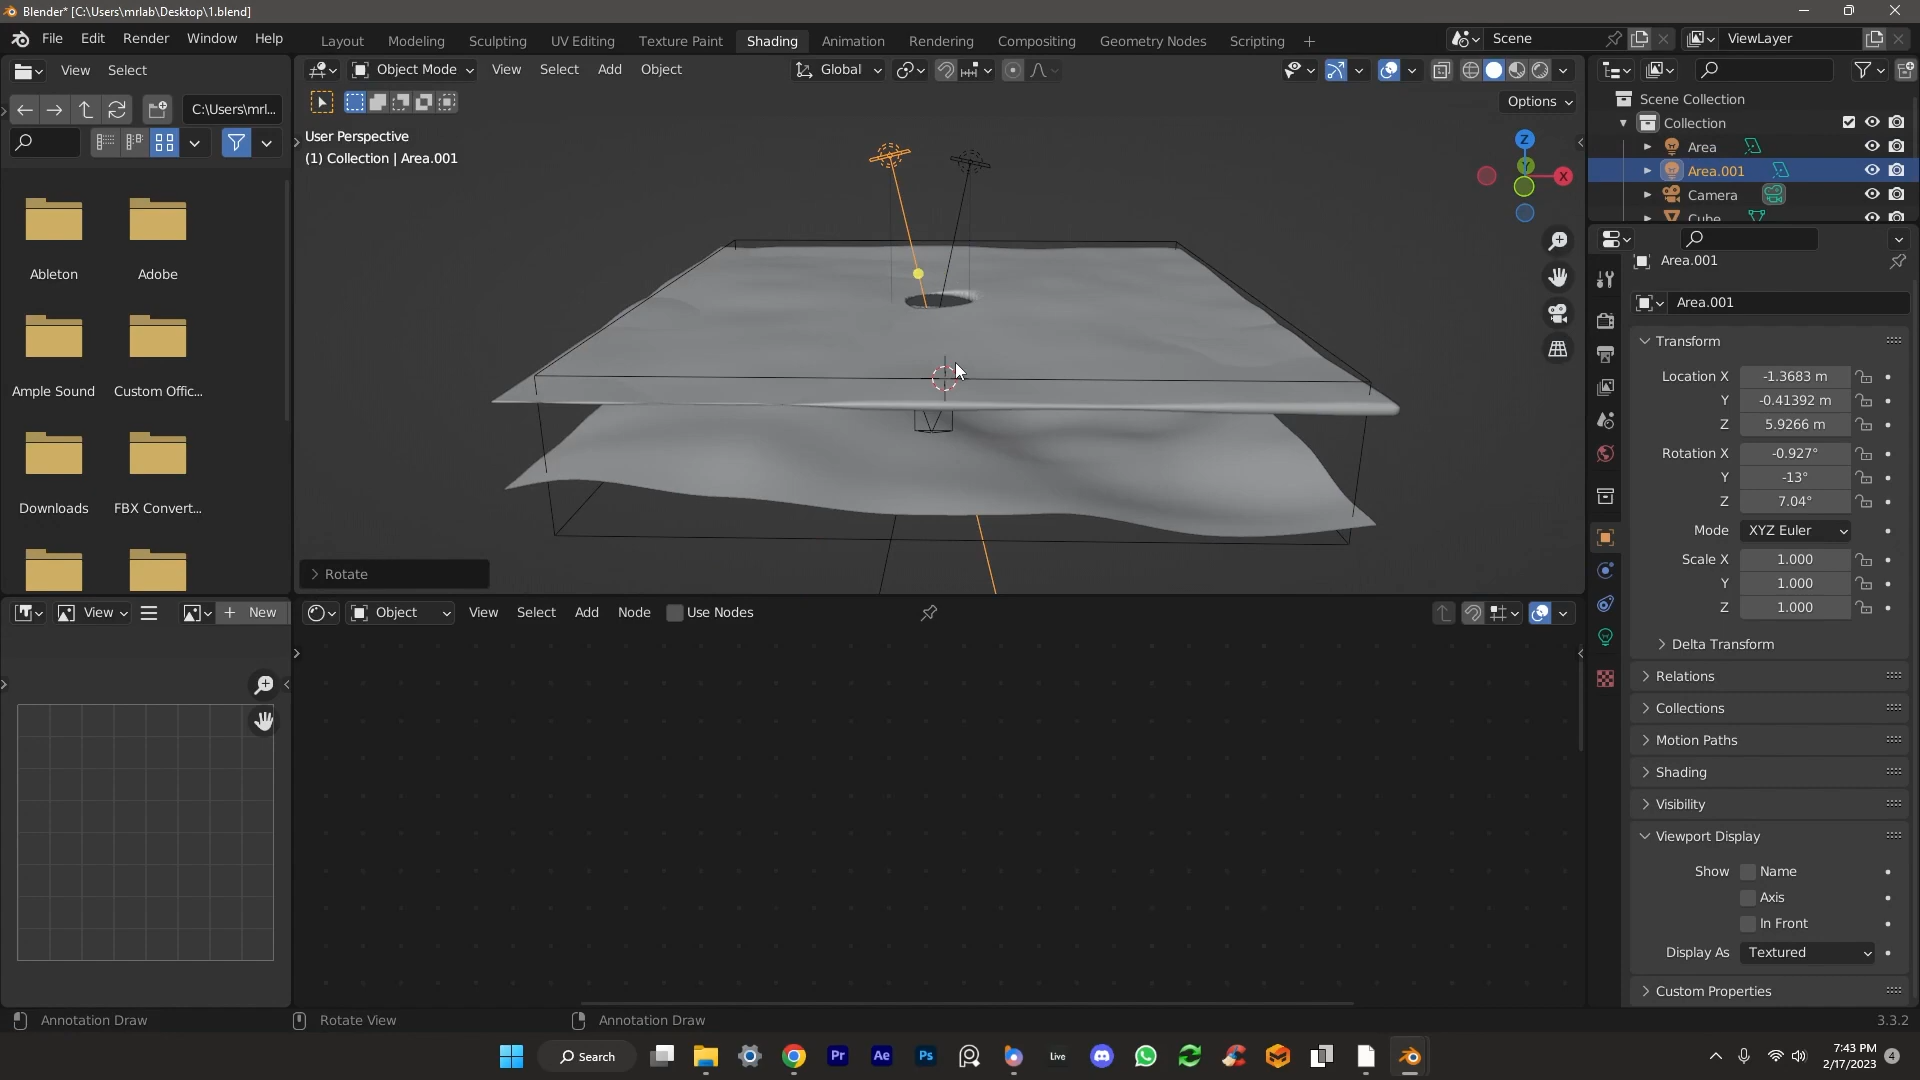 Blender* [C:\Users\mrlab\Desktop\1.blend]
File Edit Render Window Help
Layout Modeling Sculpting UV Editing Texture Paint Shading Animation Rendering Compositing Geometry Nodes Scripting +
Scene
ViewLayer
View Select
Object Mode View Select Add Object
Global
C:\Users\mrl...
Options
User Perspective
(1) Collection | Area.001
Z
Y
X
Ableton
Adobe
Ample Sound
Custom Offic...
Downloads
FBX Convert...
Rotate
Scene Collection
Collection
Area
Area.001
Camera
Cube
Area.001
Area.001
Transform
Location X -1.3683 m
Y -0.41392 m
Z 5.9266 m
Rotation X -0.927°
Y -13°
Z 7.04°
Mode XYZ Euler
Scale X 1.000
Y 1.000
Z 1.000
Delta Transform
Relations
Collections
Motion Paths
Shading
Visibility
Viewport Display
Show Name
Axis
In Front
Display As Textured
Custom Properties
View
+ New
Object View Select Add Node Use Nodes
Annotation Draw
Rotate View
Annotation Draw
3.3.2
Search
Pr
Ae
Ps
Live
7:43 PM
2/17/2023
4